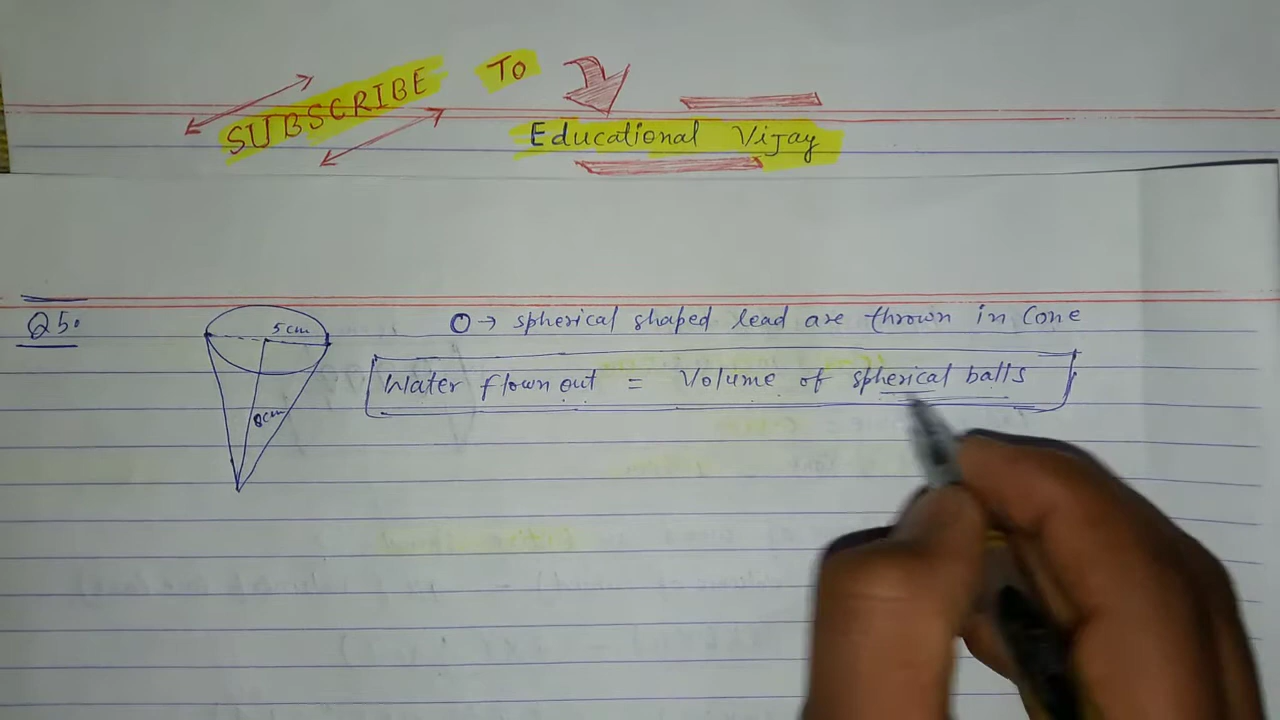 SUBSCRIBE TO
Educational Vijay
Q5.
5cm
8cm
O → spherical shaped lead are thrown in Cone
Water flown out = Volume of spherical balls